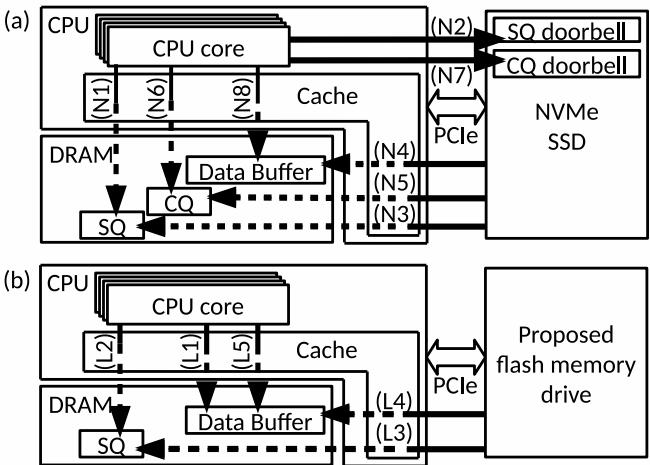 (a)
CPU
CPU core
(N2)
SQ doorbell
CQ doorbell
(N1)
(N6)
(N8)
Cache
(N7)
PCIe
NVMe
SSD
DRAM
Data Buffer
(N4)
CQ
(N5)
SQ
(N3)
(b)
CPU
CPU core
(L2)
(L1)
(L5)
Cache
PCIe
Proposed
flash memory
drive
DRAM
Data Buffer
(L4)
SQ
(L3)